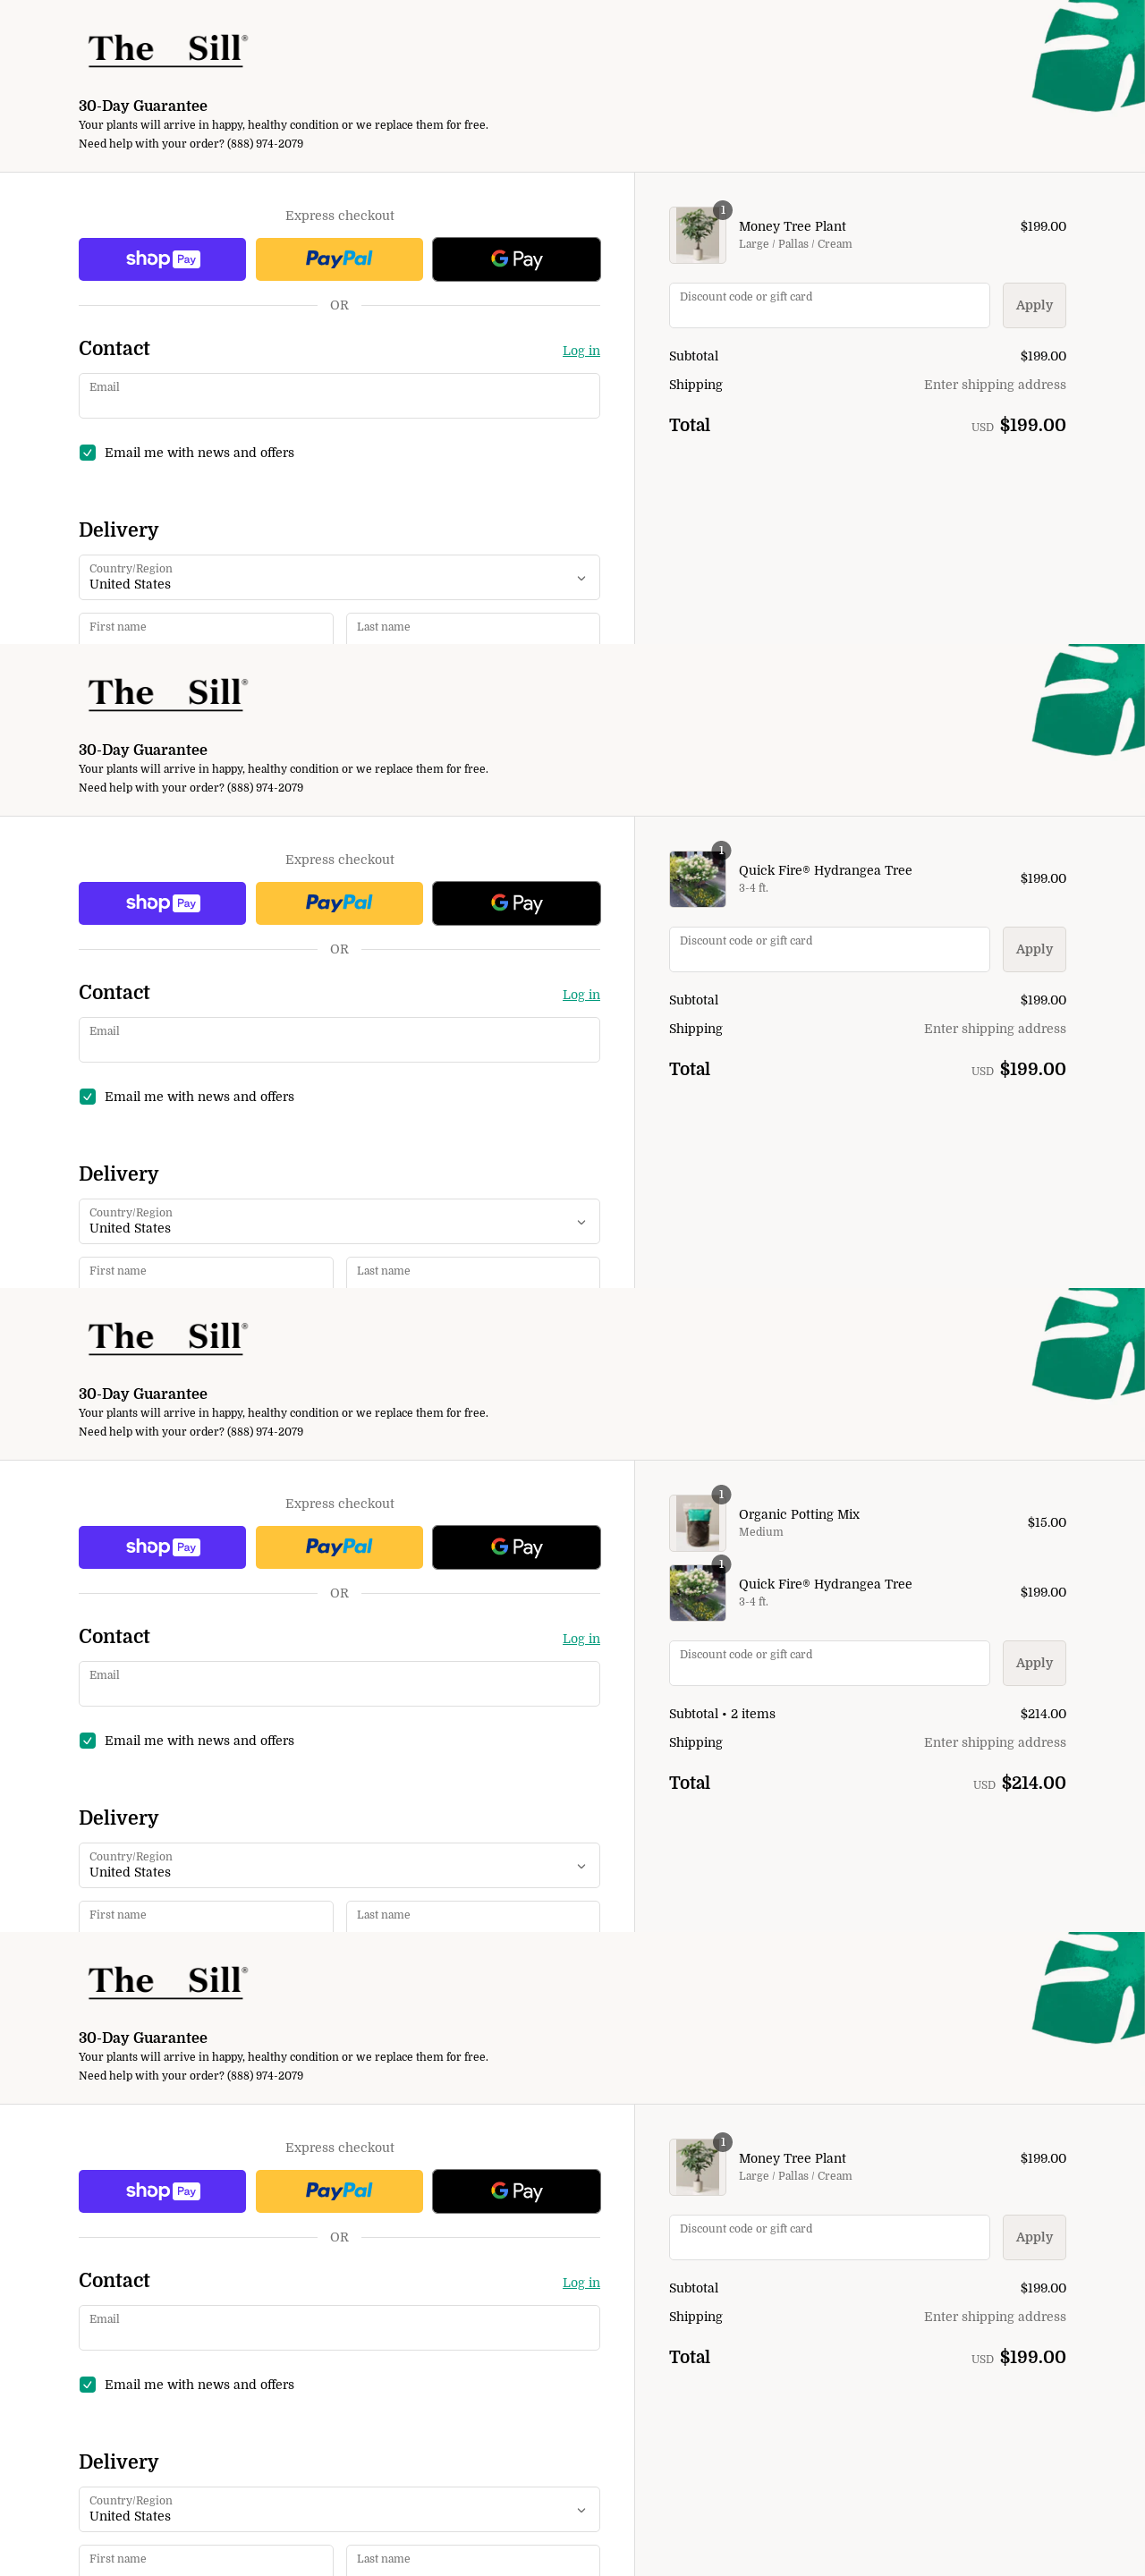 The Sill®
30-Day Guarantee
Your plants will arrive in happy, healthy condition or we replace them for free.
Need help with your order? (888) 974-2079
Express checkout
shop Pay
PayPal
G Pay
OR
Contact
Log in
Email
Email me with news and offers
Delivery
Country/Region
United States
First name
Last name
1
Money Tree Plant
$199.00
Large / Pallas / Cream
Discount code or gift card
Apply
Subtotal
$199.00
Shipping
Enter shipping address
Total
USD $199.00
The Sill®
30-Day Guarantee
Your plants will arrive in happy, healthy condition or we replace them for free.
Need help with your order? (888) 974-2079
Express checkout
shop Pay
PayPal
G Pay
OR
Contact
Log in
Email
Email me with news and offers
Delivery
Country/Region
United States
First name
Last name
1
Quick Fire® Hydrangea Tree
3-4 ft.
$199.00
Discount code or gift card
Apply
Subtotal
$199.00
Shipping
Enter shipping address
Total
USD $199.00
The Sill®
30-Day Guarantee
Your plants will arrive in happy, healthy condition or we replace them for free.
Need help with your order? (888) 974-2079
Express checkout
shop Pay
PayPal
G Pay
OR
Contact
Log in
Email
Email me with news and offers
Delivery
Country/Region
United States
First name
Last name
1
Organic Potting Mix
Medium
$15.00
1
Quick Fire® Hydrangea Tree
3-4 ft.
$199.00
Discount code or gift card
Apply
Subtotal • 2 items
$214.00
Shipping
Enter shipping address
Total
USD $214.00
The Sill®
30-Day Guarantee
Your plants will arrive in happy, healthy condition or we replace them for free.
Need help with your order? (888) 974-2079
Express checkout
shop Pay
PayPal
G Pay
OR
Contact
Log in
Email
Email me with news and offers
Delivery
Country/Region
United States
First name
Last name
1
Money Tree Plant
$199.00
Large / Pallas / Cream
Discount code or gift card
Apply
Subtotal
$199.00
Shipping
Enter shipping address
Total
USD $199.00